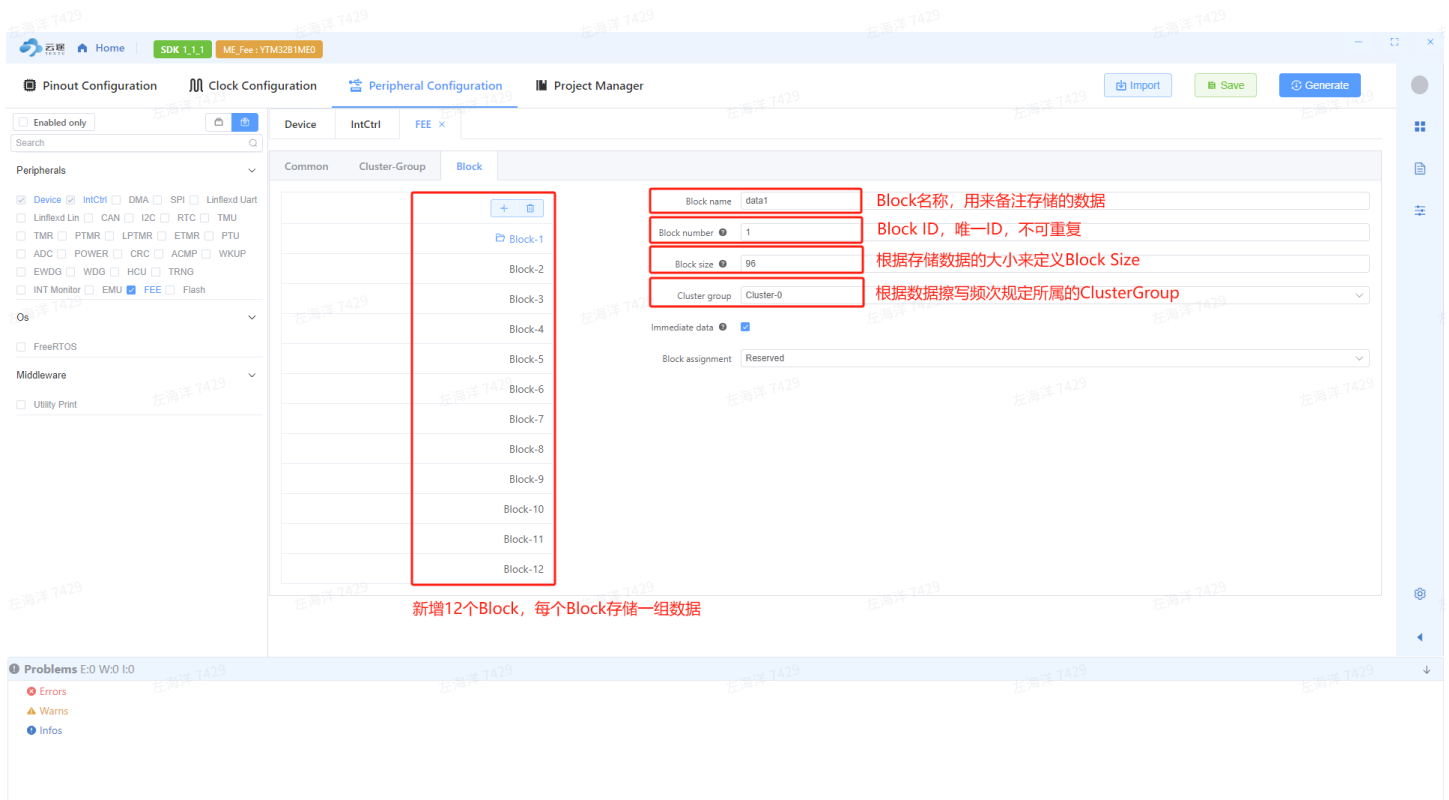 云途
YTMICRO
Home
SDK 1_1_1
ME_Fee : YTM32B1ME0
Pinout Configuration
Clock Configuration
Peripheral Configuration
Project Manager
Import
Save
Generate
Enabled only
Search
Peripherals
Device IntCtrl DMA SPI Linflexd Uart
Linflexd Lin CAN I2C RTC TMU
TMR PTMR LPTMR ETMR PTU
ADC POWER CRC ACMP WKUP
EWDG WDG HCU TRNG
INT Monitor EMU FEE Flash
Os
FreeRTOS
Middleware
Utility Print
Device IntCtrl FEE ×
Common Cluster-Group Block
Block-1
Block-2
Block-3
Block-4
Block-5
Block-6
Block-7
Block-8
Block-9
Block-10
Block-11
Block-12
新增12个Block，每个Block存储一组数据
Block name data1 Block名称，用来备注存储的数据
Block number 1 Block ID，唯一ID，不可重复
Block size 96 根据存储数据的大小来定义Block Size
Cluster group Cluster-0 根据数据擦写频次规定所属的ClusterGroup
Immediate data
Block assignment Reserved
Problems E:0 W:0 I:0
Errors
Warns
Infos
左海洋 7429